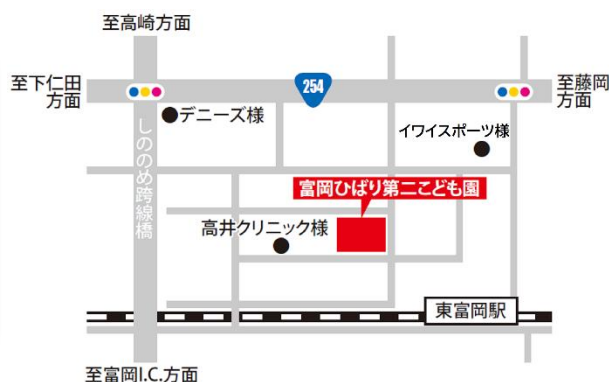 至高崎方面
至下仁田
方面
254
至藤岡
方面
●デニーズ様
イワイスポーツ様
しののめ跨線橋
富岡ひばり第二こども園
高井クリニック様
東富岡駅
至富岡I.C.方面